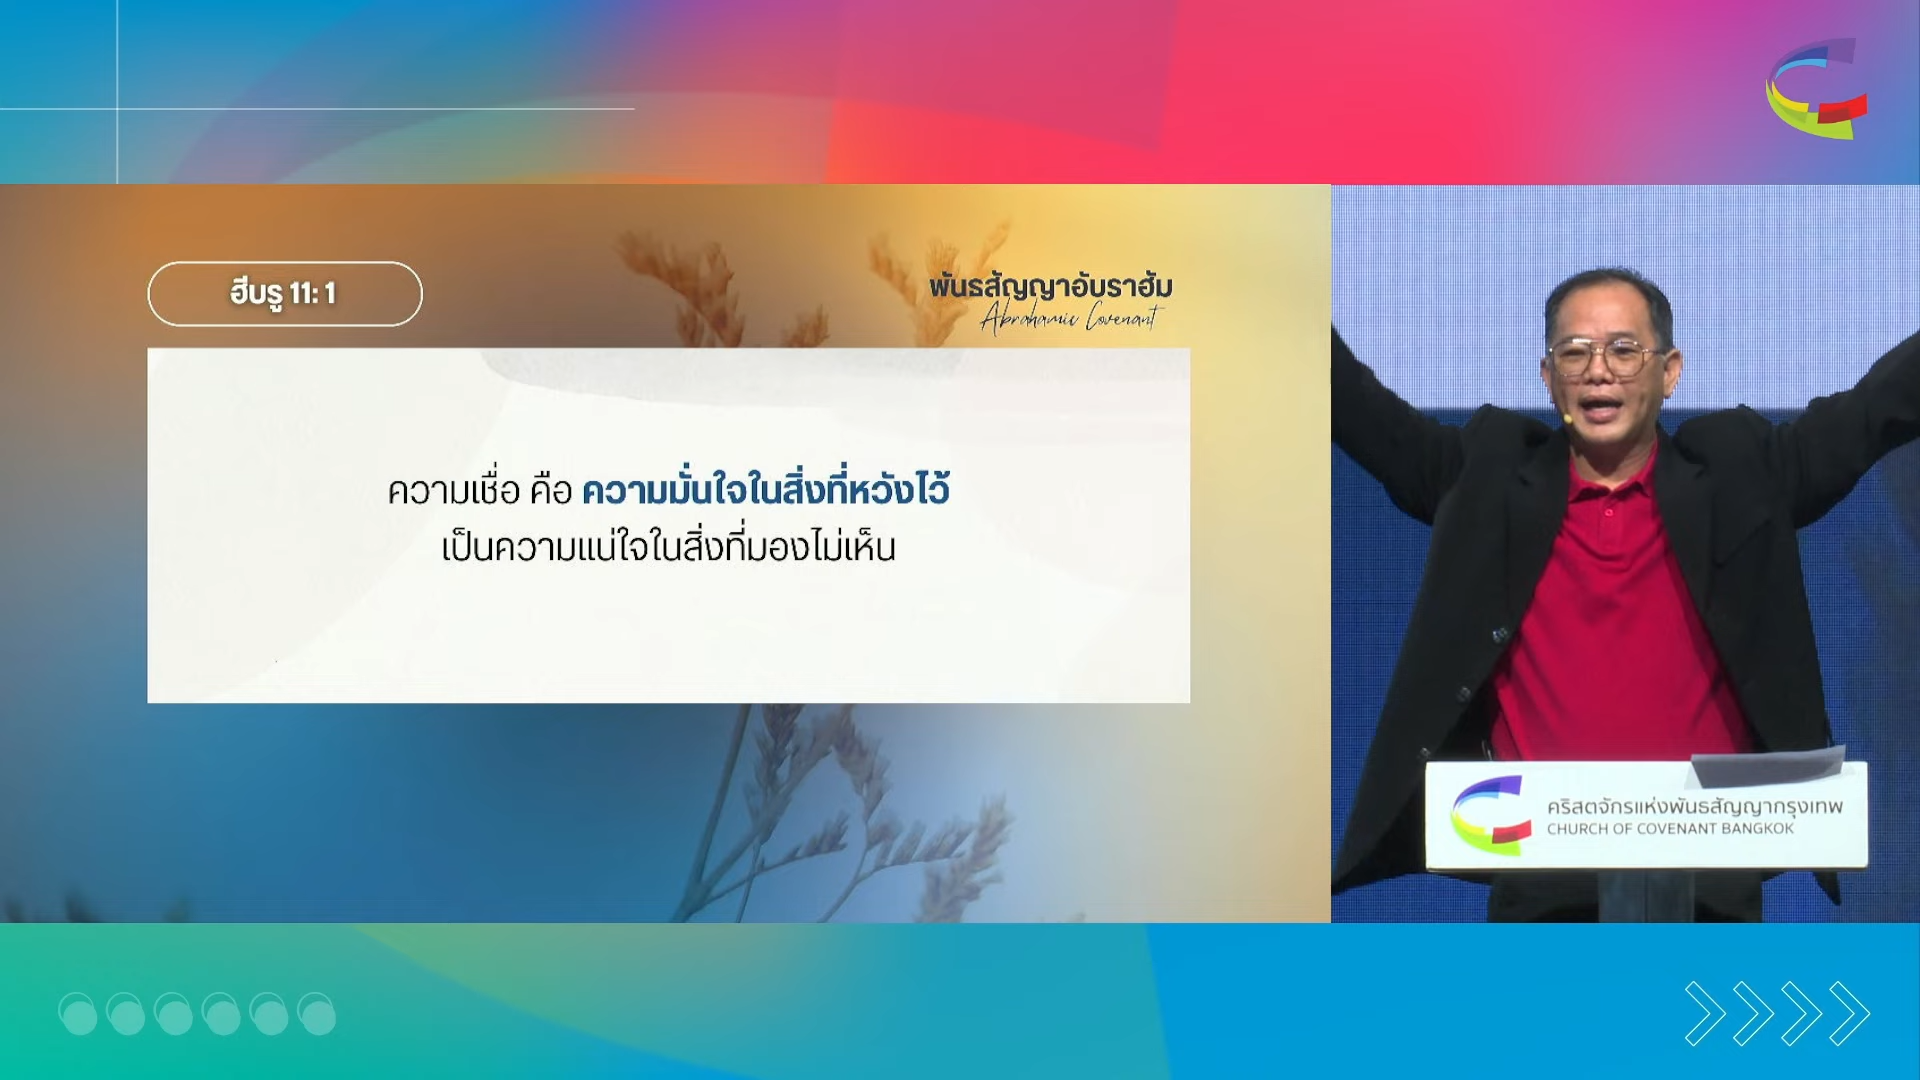 ฮีบรู 11: 1
พันธสัญญาอับราฮัม
Abrahamic Covenant
ความเชื่อ คือ ความมั่นใจในสิ่งที่หวังไว้
เป็นความแน่ใจในสิ่งที่มองไม่เห็น
คริสตจักรแห่งพันธสัญญากรุงเทพ
CHURCH OF COVENANT BANGKOK